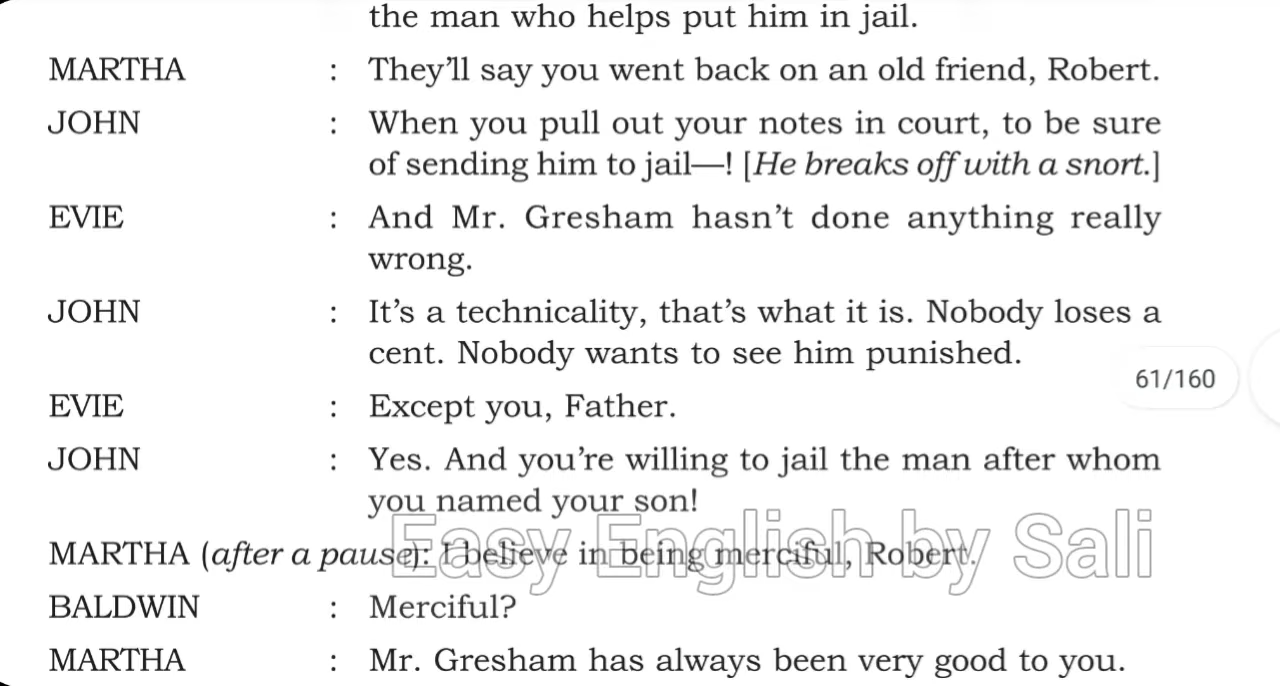 the man who helps put him in jail.
MARTHA : They’ll say you went back on an old friend, Robert.
JOHN : When you pull out your notes in court, to be sure
of sending him to jail—! [He breaks off with a snort.]
EVIE : And Mr. Gresham hasn’t done anything really
wrong.
JOHN : It’s a technicality, that’s what it is. Nobody loses a
cent. Nobody wants to see him punished.
61/160
EVIE : Except you, Father.
JOHN : Yes. And you’re willing to jail the man after whom
you named your son!
Easy English by Sali
MARTHA (after a pause): I believe in being merciful, Robert.
BALDWIN : Merciful?
MARTHA : Mr. Gresham has always been very good to you.